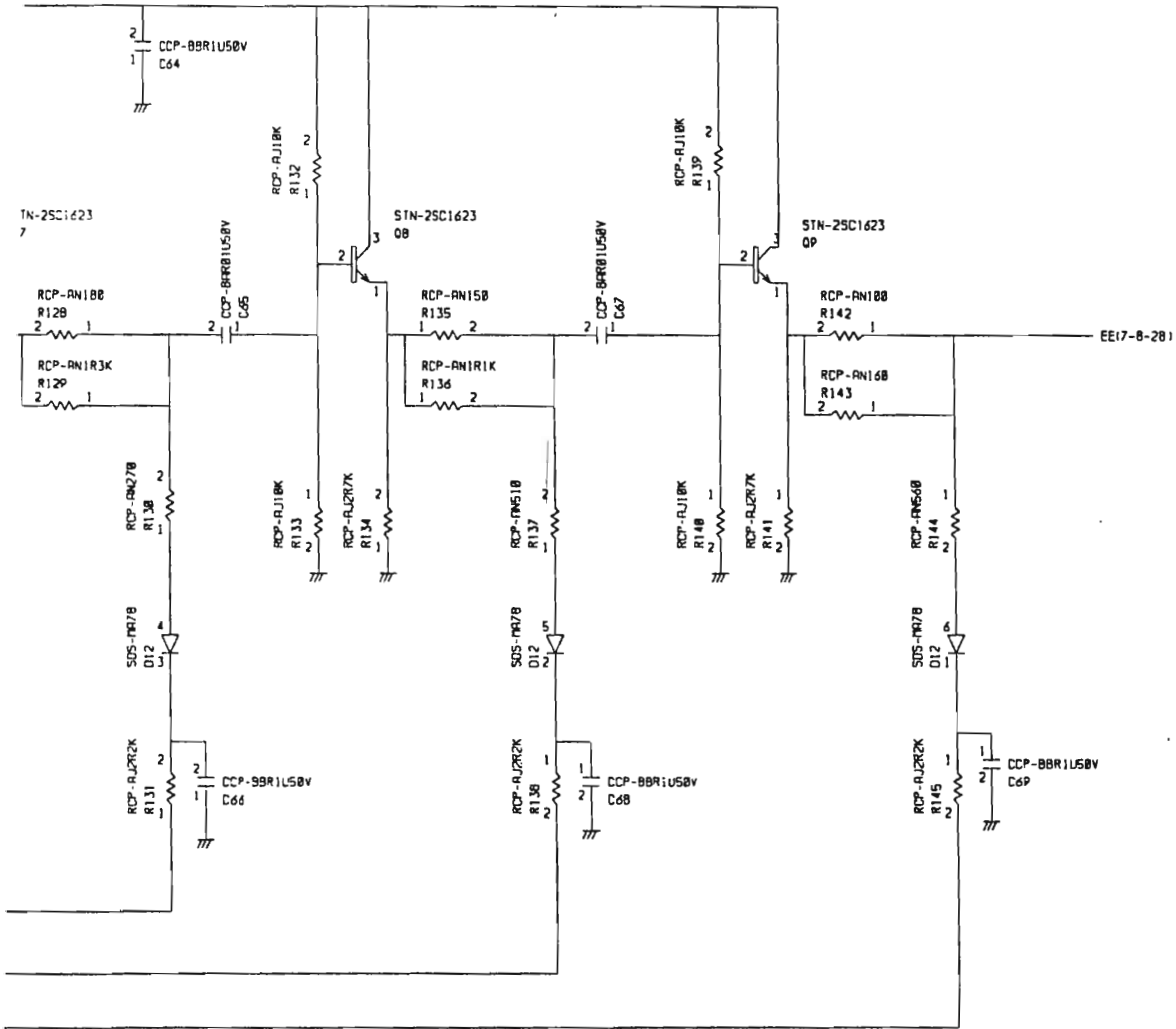 2
CCP-BBR1U50V
1
C64
RCP-AJ10K
R132
2
1
RCP-AJ10K
R139
2
1
TN-2SC1623
7
STN-2SC1623
Q8
3
2
1
STN-2SC1623
Q9
3
2
1
CCP-BAR01U50V
C65
2
1
CCP-BAR01U50V
C67
2
1
RCP-AN180
R128
2
1
RCP-AN1R3K
R129
2
1
RCP-AN150
R135
1
2
RCP-AN1R1K
R136
1
2
RCP-AN100
R142
2
1
RCP-AN160
R143
2
1
EE(7-8-28)
RCP-AN270
R130
2
1
RCP-AJ10K
R133
1
2
RCP-AJ2R7K
R134
2
1
RCP-AN510
R137
2
1
RCP-AJ10K
R140
1
2
RCP-AJ2R7K
R141
1
2
RCP-AN560
R144
1
2
SDS-MA78
D12
4
3
SDS-MA78
D12
5
2
SDS-MA78
D12
6
1
RCP-AJ2R2K
R131
2
1
2
1
CCP-BBR1U50V
C66
RCP-AJ2R2K
R138
1
2
1
2
CCP-BBR1U50V
C68
RCP-AJ2R2K
R145
1
2
1
2
CCP-BBR1U50V
C69